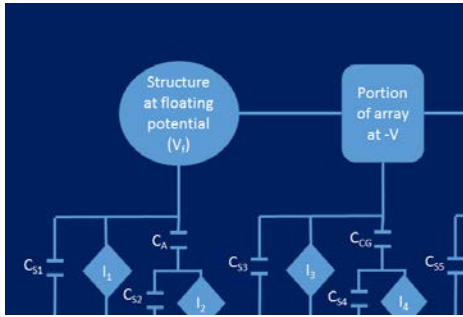 Structure
at floating
potential
(Vf)
Portion
of array
at -V
CS1
I1
CA
CS2
I2
CS3
I3
CCG
CS4
I4
CS5